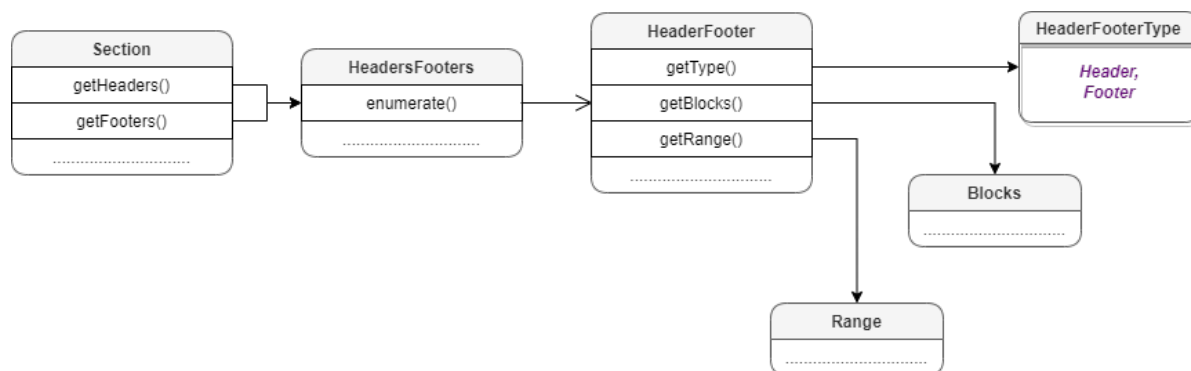 Section
getHeaders()
getFooters()
................................
HeadersFooters
enumerate()
................................
HeaderFooter
getType()
getBlocks()
getRange()
................................
HeaderFooterType
Header,
Footer
Blocks
................................
Range
................................